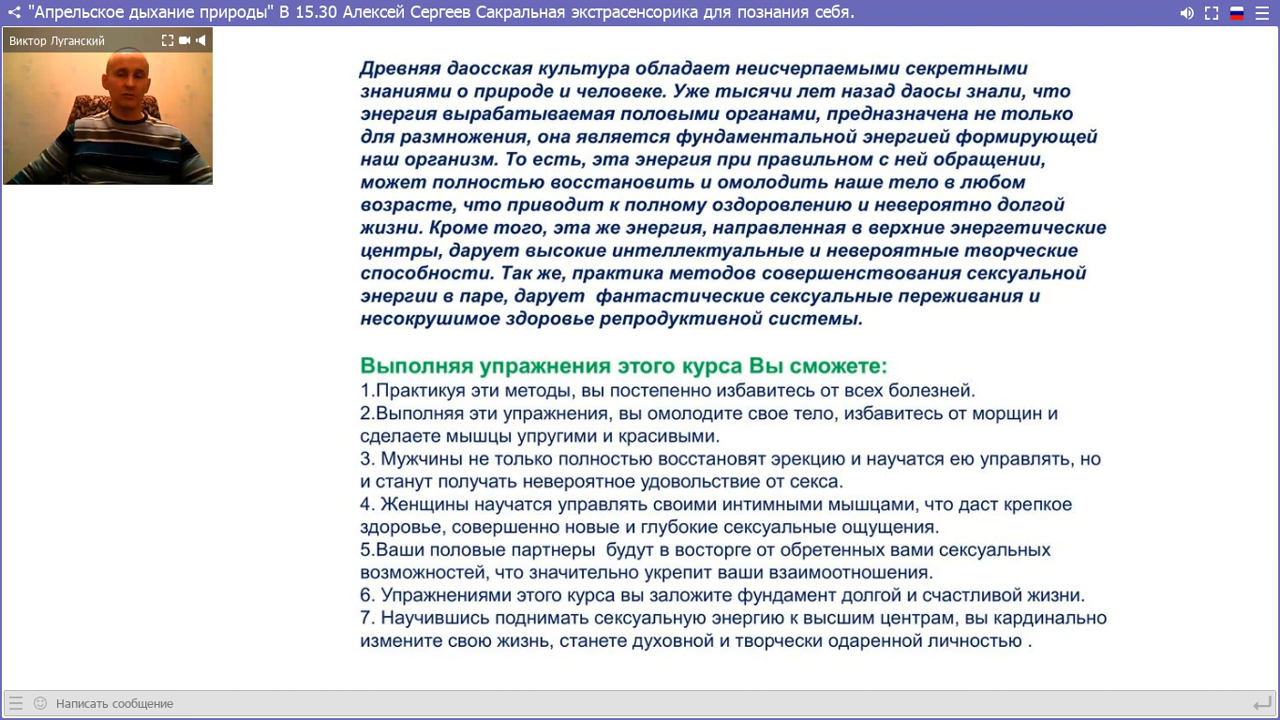 "Апрельское дыхание природы" В 15.30 Алексей Сергеев Сакральная экстрасенсорика для познания себя.
Виктор Луганский
Древняя даосская культура обладает неисчерпаемыми секретными
знаниями о природе и человеке. Уже тысячи лет назад даосы знали, что
энергия вырабатываемая половыми органами, предназначена не только
для размножения, она является фундаментальной энергией формирующей
наш организм. То есть, эта энергия при правильном с ней обращении,
может полностью восстановить и омолодить наше тело в любом
возрасте, что приводит к полному оздоровлению и невероятно долгой
жизни. Кроме того, эта же энергия, направленная в верхние энергетические
центры, дарует высокие интеллектуальные и невероятные творческие
способности. Так же, практика методов совершенствования сексуальной
энергии в паре, дарует  фантастические сексуальные переживания и
несокрушимое здоровье репродуктивной системы.
Выполняя упражнения этого курса Вы сможете:
1.Практикуя эти методы, вы постепенно избавитесь от всех болезней.
2.Выполняя эти упражнения, вы омолодите свое тело, избавитесь от морщин и
сделаете мышцы упругими и красивыми.
3. Мужчины не только полностью восстановят эрекцию и научатся ею управлять, но
и станут получать невероятное удовольствие от секса.
4. Женщины научатся управлять своими интимными мышцами, что даст крепкое
здоровье, совершенно новые и глубокие сексуальные ощущения.
5.Ваши половые партнеры  будут в восторге от обретенных вами сексуальных
возможностей, что значительно укрепит ваши взаимоотношения.
6. Упражнениями этого курса вы заложите фундамент долгой и счастливой жизни.
7. Научившись поднимать сексуальную энергию к высшим центрам, вы кардинально
измените свою жизнь, станете духовной и творчески одаренной личностью .
Написать сообщение